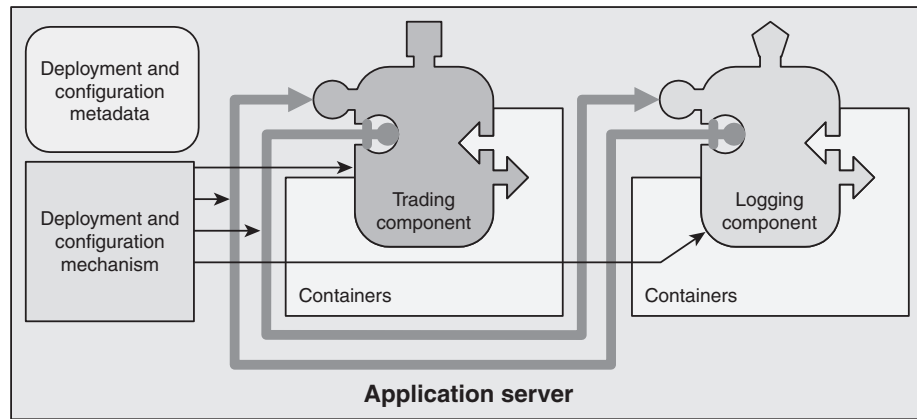 Deployment and
configuration
metadata
Deployment and
configuration
mechanism
Trading
component
Containers
Logging
component
Containers
Application server